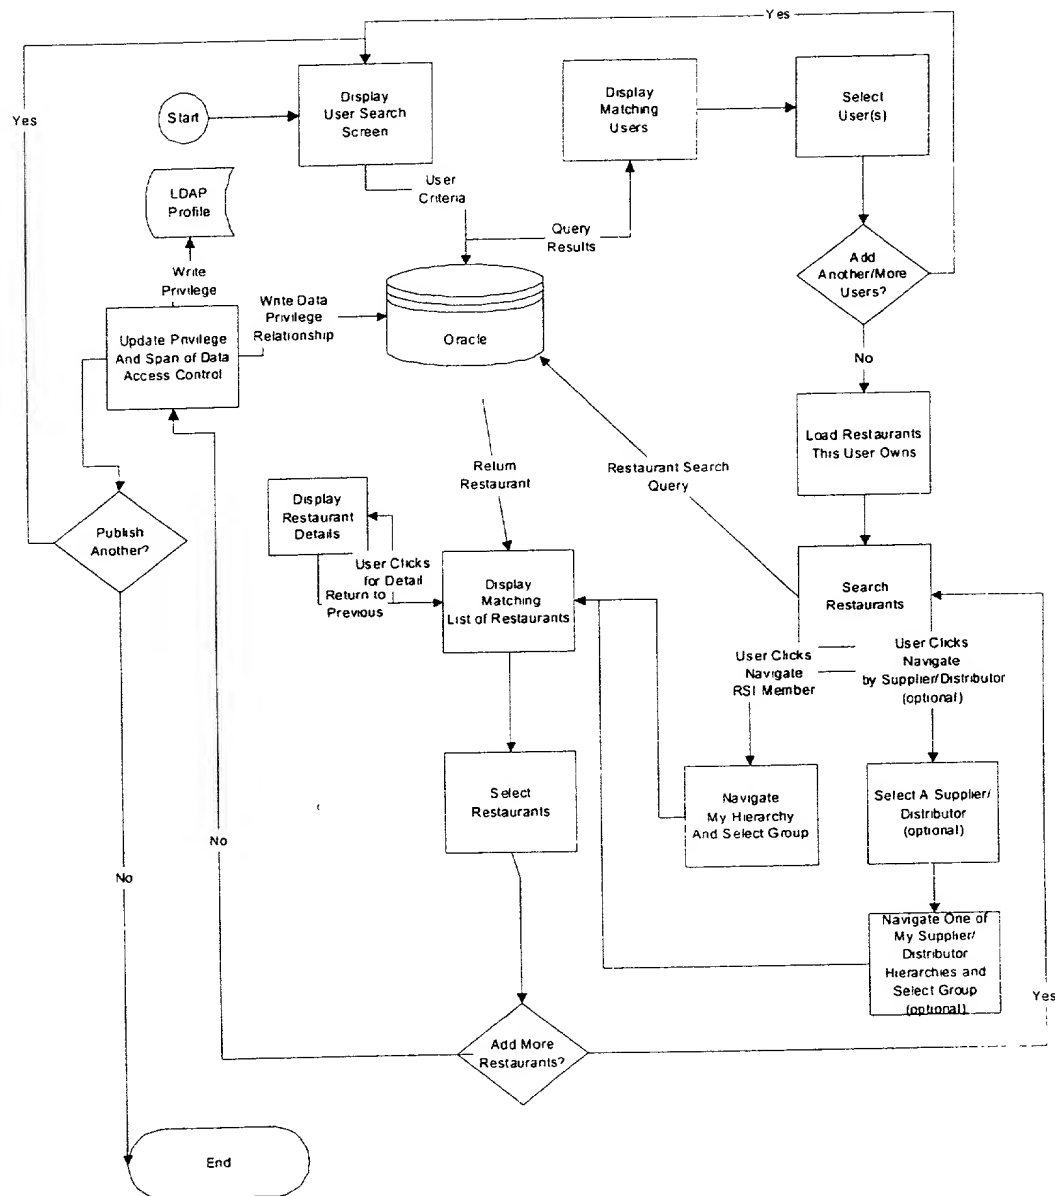 Yes
Yes
Start
Display
User Search
Screen
Display
Matching
Users
Select
User(s)
LDAP
Profile
User
Criteria
Query
Results
Add
Another/More
Users?
Write
Privilege
Write Data
Privilege
Relationship
Oracle
Update Privilege
And Span of Data
Access Control
No
Load Restaurants
This User Owns
Return
Restaurant
Restaurant Search
Query
Display
Restaurant
Details
Publish
Another?
User Clicks
for Detail
Return to
Previous
Display
Matching
List of Restaurants
Search
Restaurants
User Clicks
Navigate
RSI Member
User Clicks
Navigate
by Supplier/Distributor
(optional)
Select
Restaurants
Navigate
My Hierarchy
And Select Group
Select A Supplier/
Distributor
(optional)
No
No
Navigate One of
My Supplier/
Distributor
Hierarchies and
Select Group
(optional)
Yes
Add More
Restaurants?
End